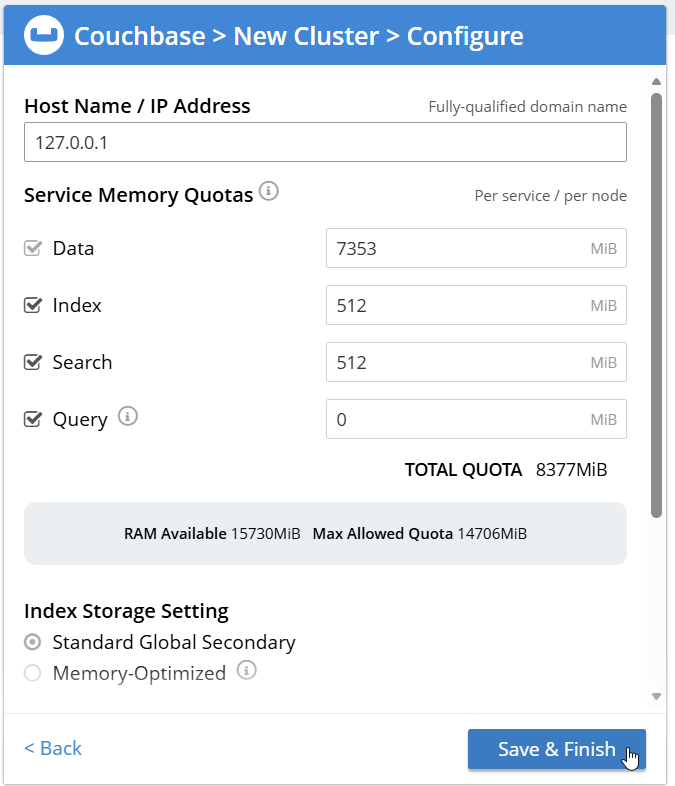 Couchbase > New Cluster > Configure
Host Name / IP Address Fully-qualified domain name
127.0.0.1
Service Memory Quotas Per service / per node
Data 7353 MiB
Index 512 MiB
Search 512 MiB
Query 0 MiB
TOTAL QUOTA 8377MiB
RAM Available 15730MiB Max Allowed Quota 14706MiB
Index Storage Setting
Standard Global Secondary
Memory-Optimized
< Back Save & Finish